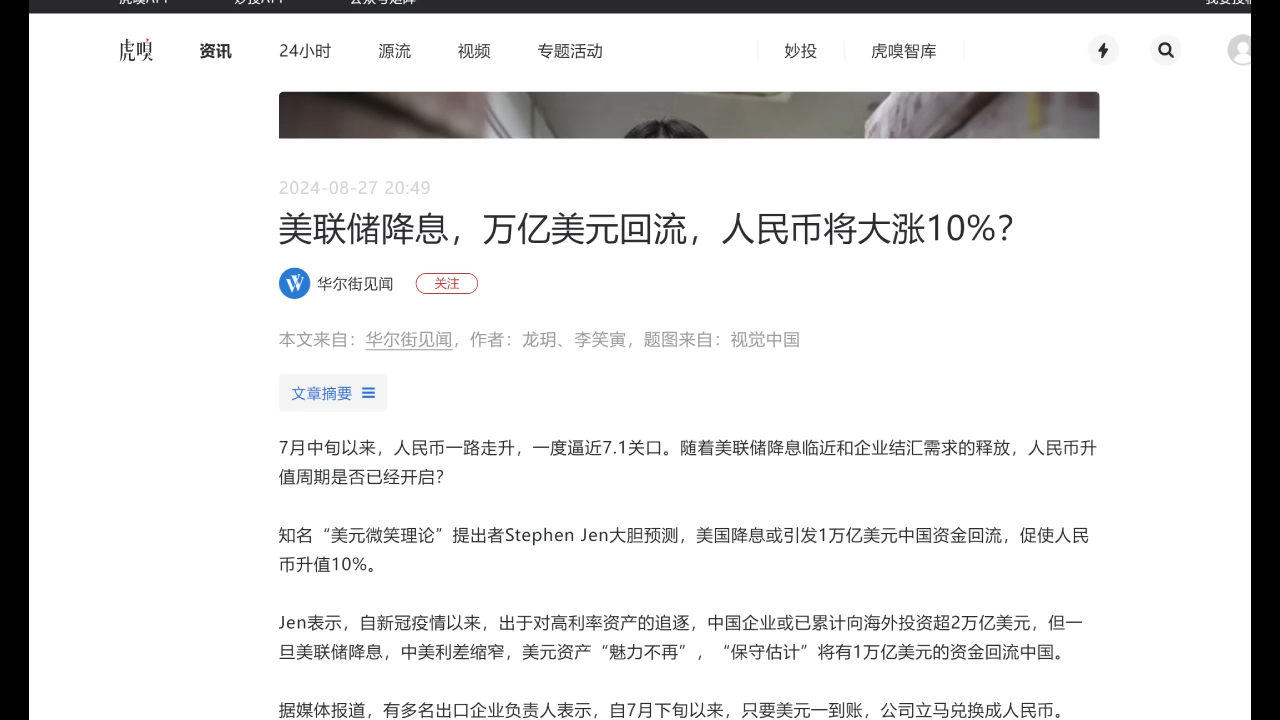 虎嗅APP 妙投APP 公众号矩阵
虎嗅 资讯 24小时 源流 视频 专题活动 妙投 虎嗅智库
2024-08-27 20:49
美联储降息，万亿美元回流，人民币将大涨10%？
W 华尔街见闻 关注
本文来自：华尔街见闻，作者：龙玥、李笑寅，题图来自：视觉中国
文章摘要
7月中旬以来，人民币一路走升，一度逼近7.1关口。随着美联储降息临近和企业结汇需求的释放，人民币升
值周期是否已经开启？
知名“美元微笑理论”提出者Stephen Jen大胆预测，美国降息或引发1万亿美元中国资金回流，促使人民
币升值10%。
Jen表示，自新冠疫情以来，出于对高利率资产的追逐，中国企业或已累计向海外投资超2万亿美元，但一
旦美联储降息，中美利差缩窄，美元资产“魅力不再”，“保守估计”将有1万亿美元的资金回流中国。
据媒体报道，有多名出口企业负责人表示，自7月下旬以来，只要美元一到账，公司立马兑换成人民币。